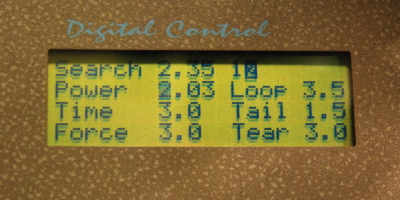 Digital Control
Search 2.35 10
Power 2.03 Loop 3.5
Time 3.0 Tail 1.5
Force 3.0 Tear 3.0